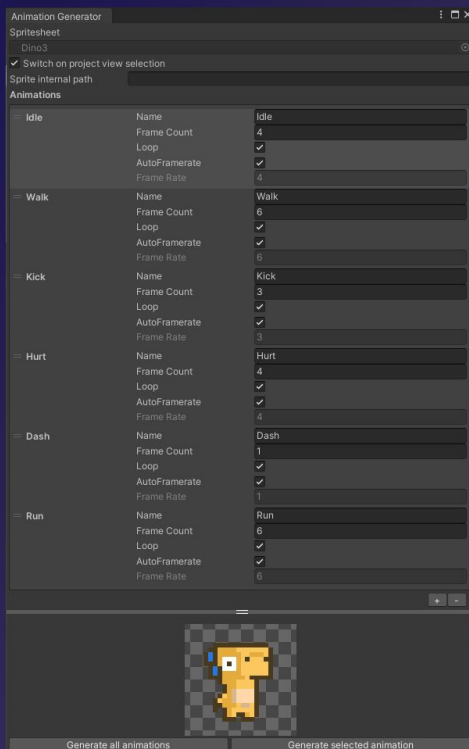 Animation Generator
Spritesheet
Dino3
Switch on project view selection
Sprite internal path
Animations
Idle Name Idle
Frame Count 4
Loop
AutoFramerate
Frame Rate 4
Walk Name Walk
Frame Count 6
Loop
AutoFramerate
Frame Rate 6
Kick Name Kick
Frame Count 3
Loop
AutoFramerate
Frame Rate 3
Hurt Name Hurt
Frame Count 4
Loop
AutoFramerate
Frame Rate 4
Dash Name Dash
Frame Count 1
Loop
AutoFramerate
Frame Rate 1
Run Name Run
Frame Count 6
Loop
AutoFramerate
Frame Rate 6
+ -
Generate all animations Generate selected animation